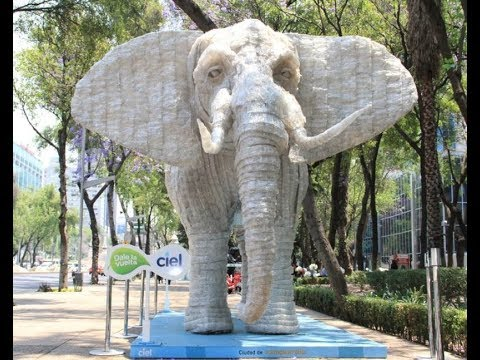 Dale la
vuelta
ciel
ciel
Ciudad de